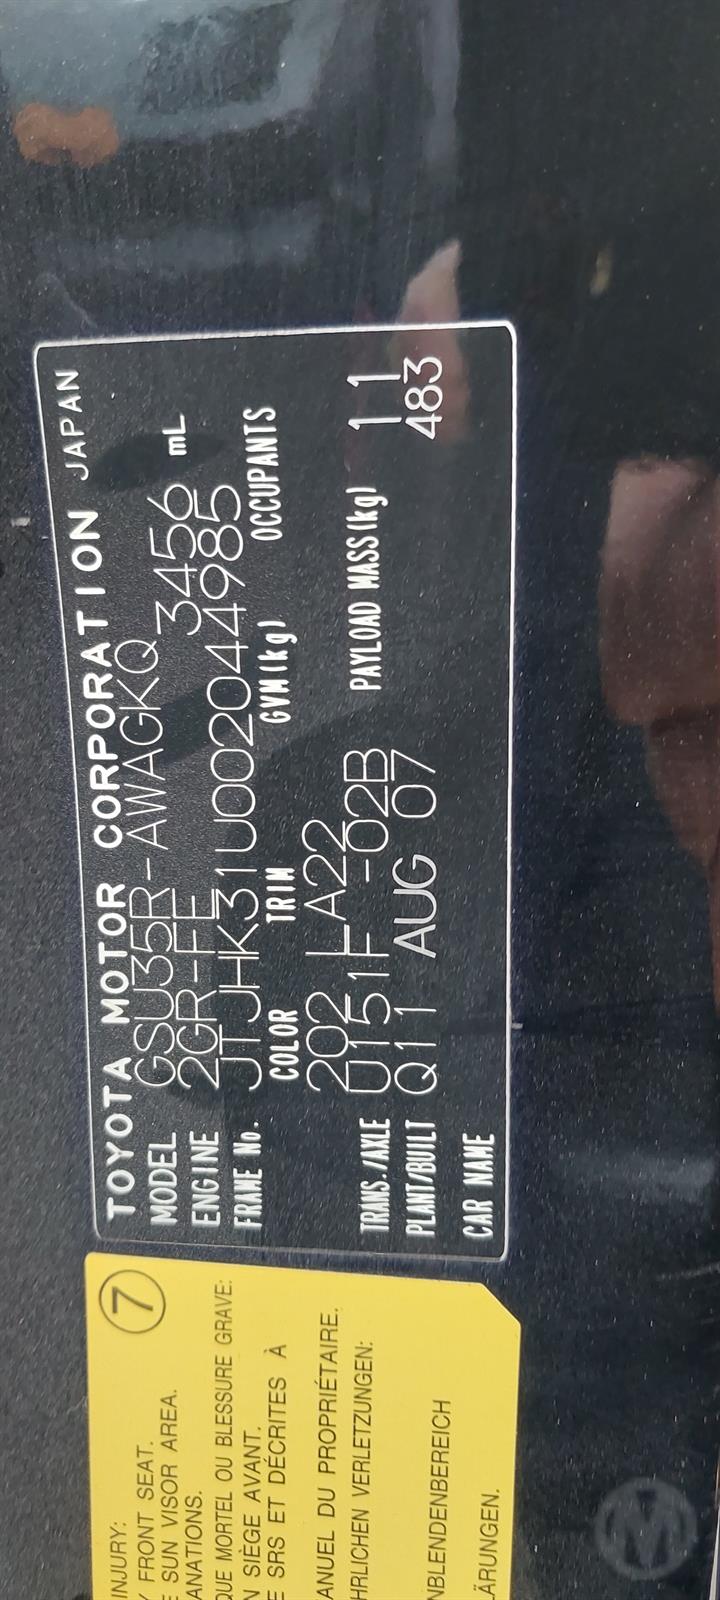 TOYOTA MOTOR CORPORATION JAPAN
MODEL GSU35R-AWAGKQ
ENGINE 2GR-FE 3456 mL
FRAME No. JTJHK31U002044985
COLOR TRIM GVM(kg) OCCUPANTS
202 LA22
TRANS./AXLE U151F -02B PAYLOAD MASS(kg) 11
PLANT/BUILT Q11 AUG 07 483
CAR NAME
7
INJURY:
FRONT SEAT.
SUN VISOR AREA.
ANATIONS.
QUE MORTEL OU BLESSURE GRAVE:
N SIÈGE AVANT.
E SRS ET DÉCRITES À
ANUEL DU PROPRIÉTAIRE.
HRLICHEN VERLETZUNGEN:
NBLENDENBEREICH
LÄRUNGEN.
M